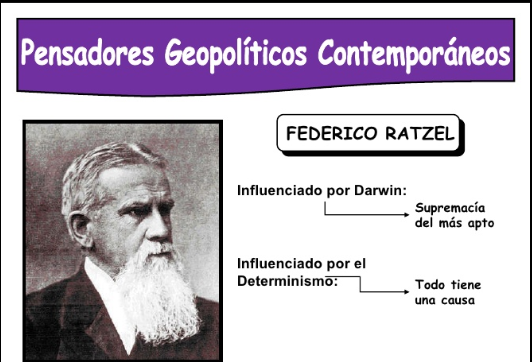 Pensadores Geopolíticos Contemporáneos
FEDERICO RATZEL
Influenciado por Darwin:
Supremacía
del más apto
Influenciado por el
Determinismo:
Todo tiene
una causa